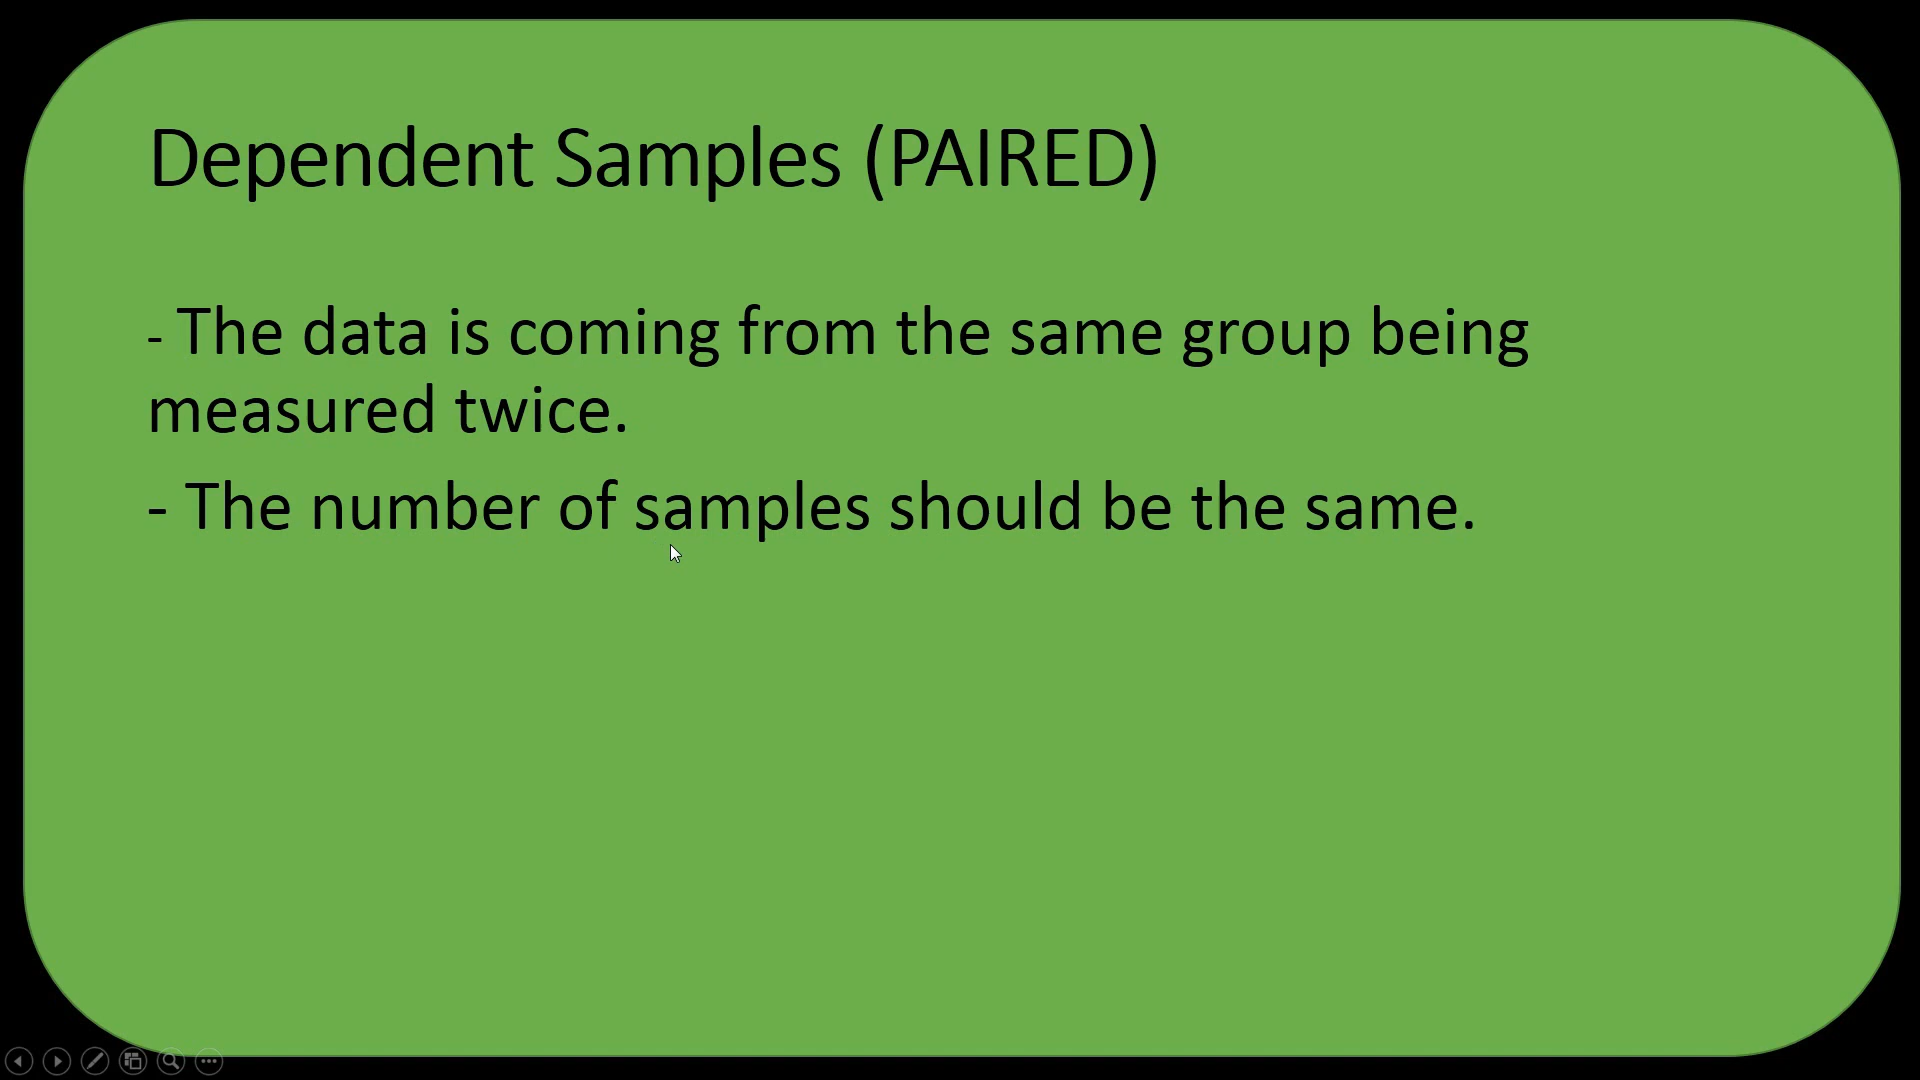 Dependent Samples (PAIRED)
- The data is coming from the same group being
measured twice.
- The number of samples should be the same.